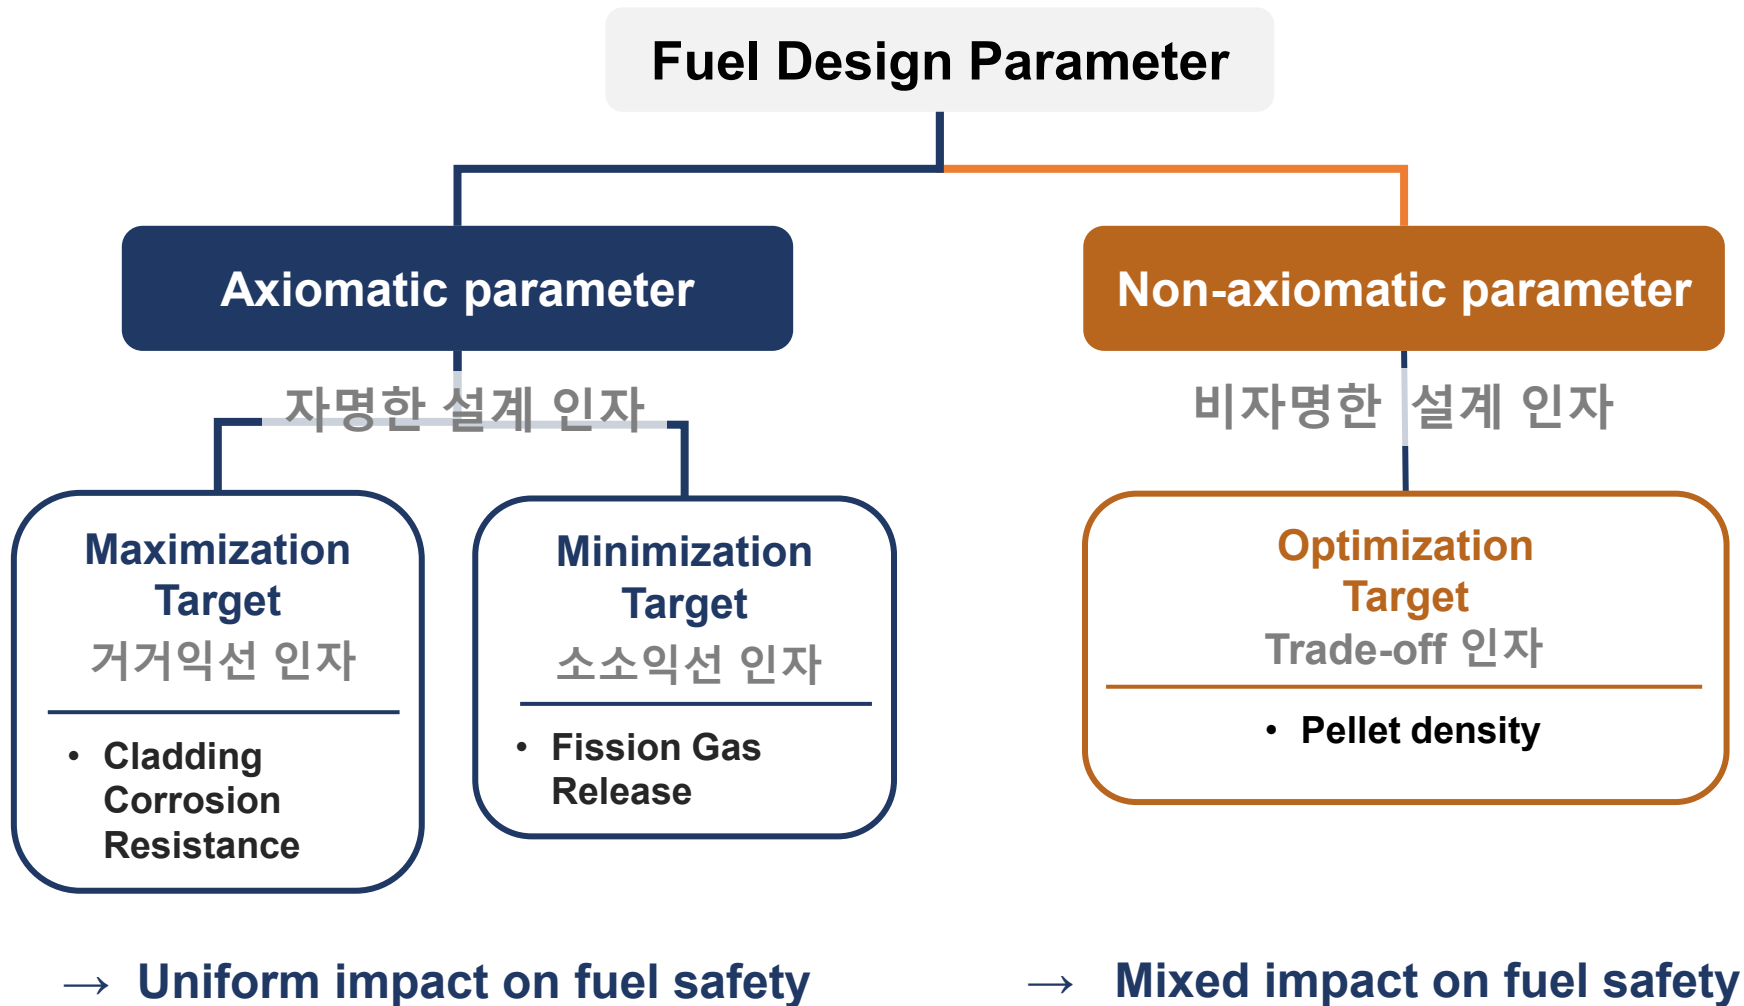 Fuel Design Parameter
Axiomatic parameter
자명한 설계 인자
Maximization
Target
거거익선 인자
• Cladding
Corrosion
Resistance
Minimization
Target
소소익선 인자
• Fission Gas
Release
→ Uniform impact on fuel safety
Non-axiomatic parameter
비자명한 설계 인자
Optimization
Target
Trade-off 인자
• Pellet density
→ Mixed impact on fuel safety